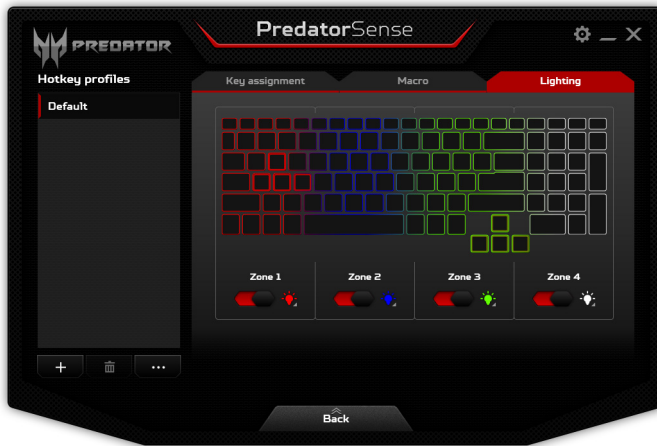 PredatorSense
PREDATOR
Hotkey profiles
Key assignment
Macro
Lighting
Default
Zone 1
Zone 2
Zone 3
Zone 4
Back